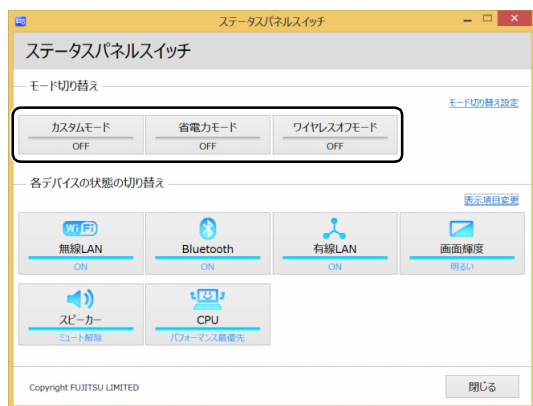 ステータスパネルスイッチ
ステータスパネルスイッチ
モード切り替え
モード切り替え設定
カスタムモード 省電力モード ワイヤレスオフモード
OFF OFF OFF
各デバイスの状態の切り替え
表示項目変更
WiFi
無線LAN Bluetooth 有線LAN 画面輝度
ON ON ON 明るい
スピーカー CPU
ミュート解除 パフォーマンス最優先
Copyright FUJITSU LIMITED 閉じる